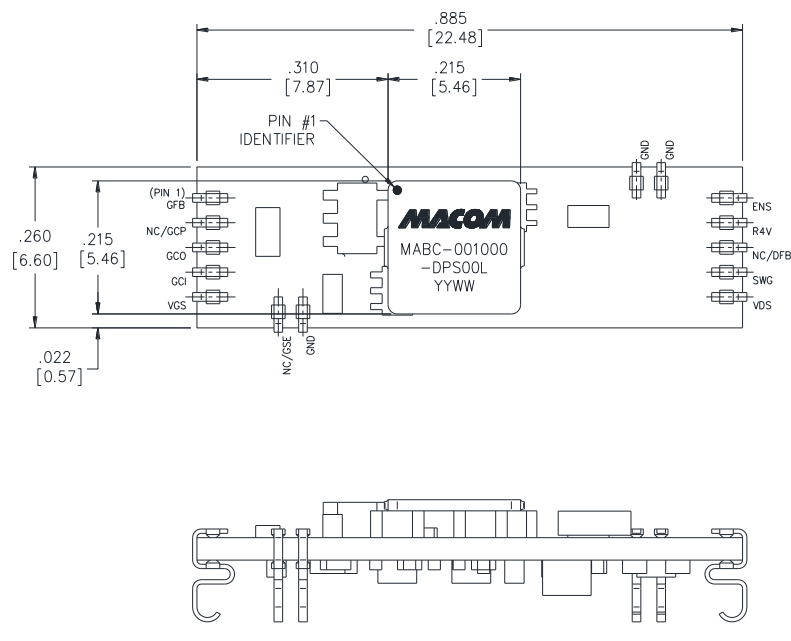 .885
[22.48]
.310
[7.87]
.215
[5.46]
PIN #1
IDENTIFIER
GND
GND
(PIN 1)
GFB
NC/GCP
GCO
GCI
VGS
.260
[6.60]
.215
[5.46]
MACOM
MABC-001000
-DPS00L
YYWW
ENS
R4V
NC/DFB
SWG
VDS
.022
[0.57]
NC/GSE
GND